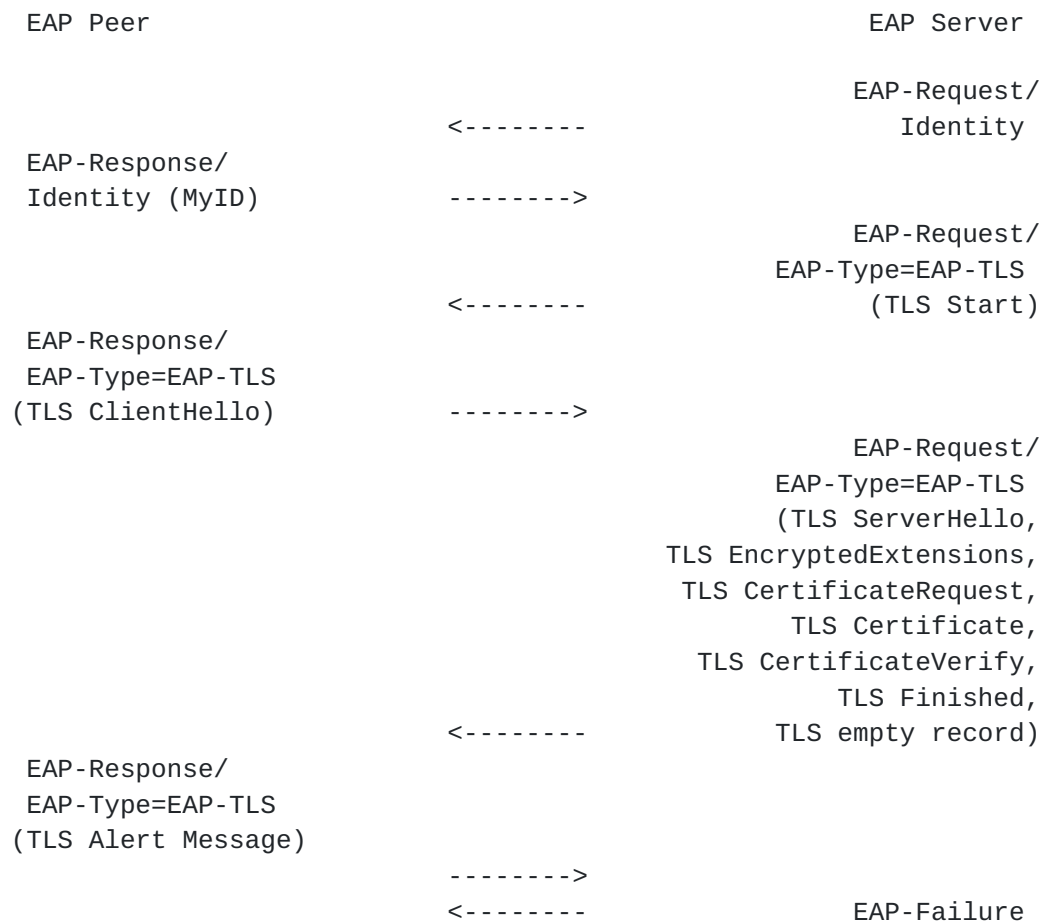 EAP Peer                                              EAP Server

                                                     EAP-Request/
                            <--------                    Identity
 EAP-Response/
 Identity (MyID)            -------->
                                                     EAP-Request/
                                                EAP-Type=EAP-TLS
                            <--------                  (TLS Start)
 EAP-Response/
 EAP-Type=EAP-TLS
(TLS ClientHello)           -------->
                                                     EAP-Request/
                                                EAP-Type=EAP-TLS
                                                (TLS ServerHello,
                                         TLS EncryptedExtensions,
                                          TLS CertificateRequest,
                                                 TLS Certificate,
                                           TLS CertificateVerify,
                                                    TLS Finished,
                            <--------           TLS empty record)
 EAP-Response/
 EAP-Type=EAP-TLS
(TLS Alert Message)
                            -------->
                            <--------                EAP-Failure